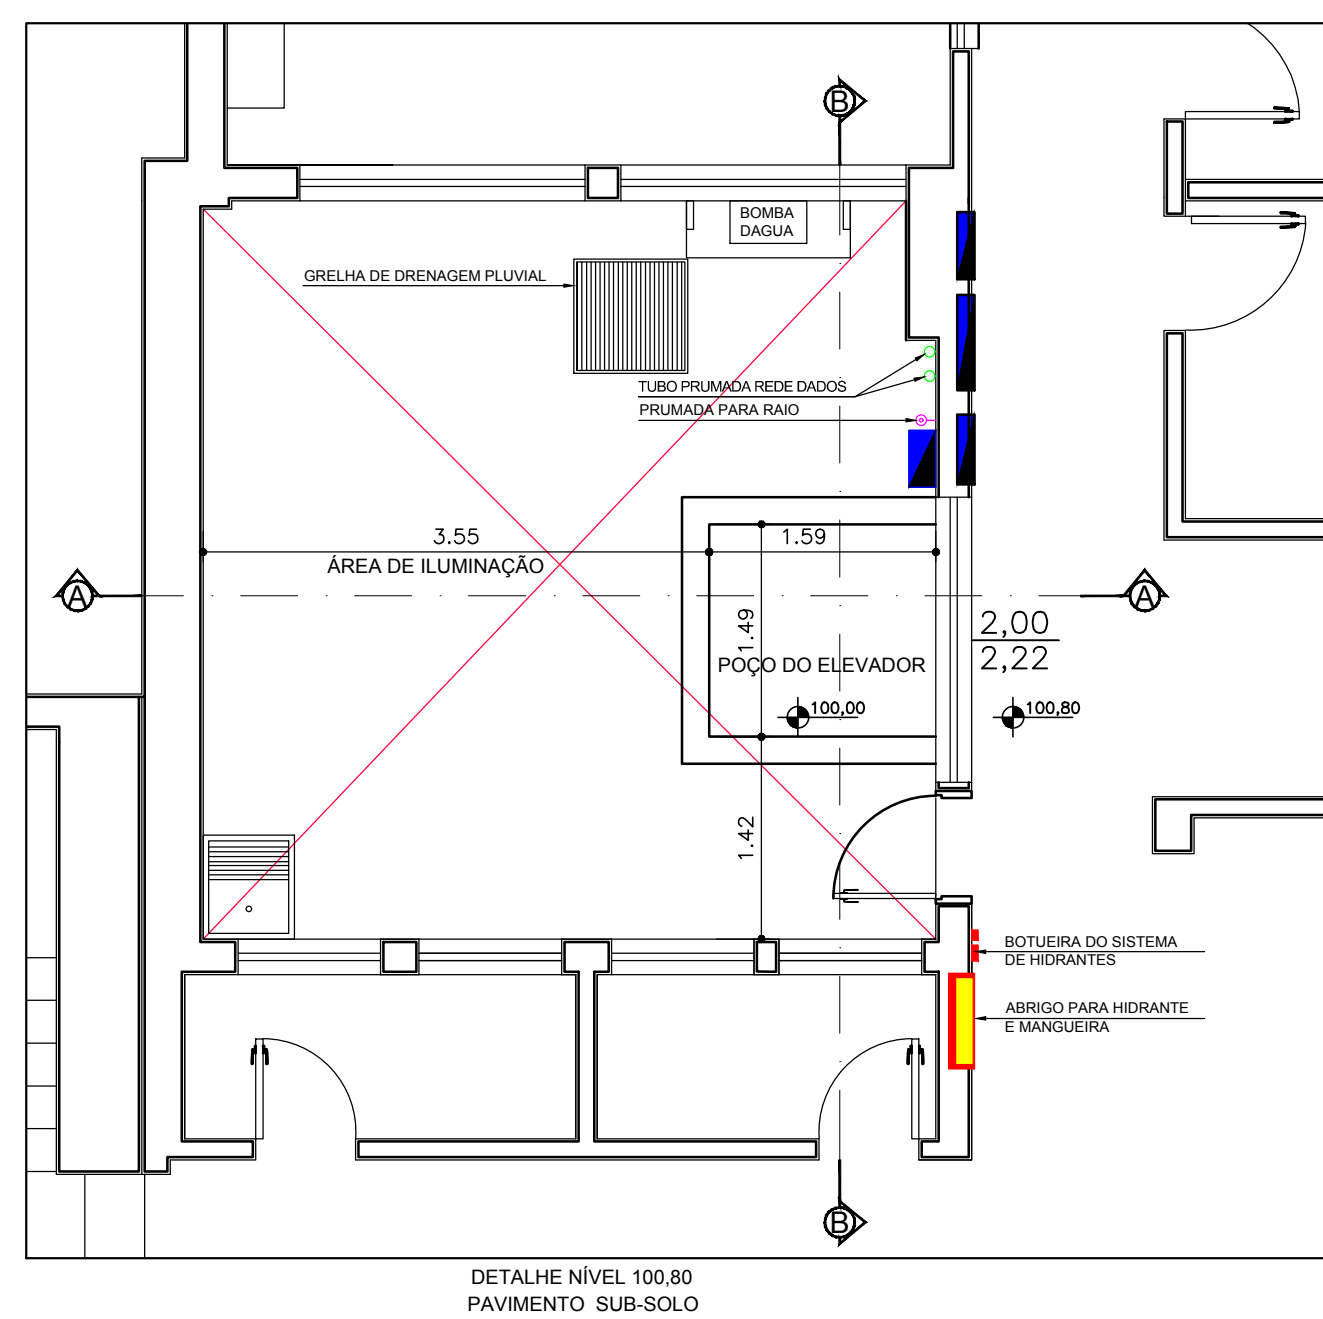 B
BOMBA
DAGUA
GRELHA DE DRENAGEM PLUVIAL
TUBO PRUMADA REDE DADOS
PRUMADA PARA RAIO
3.55
1.59
ÁREA DE ILUMINAÇÃO
A
A
1.49
2,00
2,22
POÇO DO ELEVADOR
100,00
100,80
1.42
BOTUEIRA DO SISTEMA
DE HIDRANTES
ABRIGO PARA HIDRANTE
E MANGUEIRA
B
DETALHE NÍVEL 100,80
PAVIMENTO SUB-SOLO